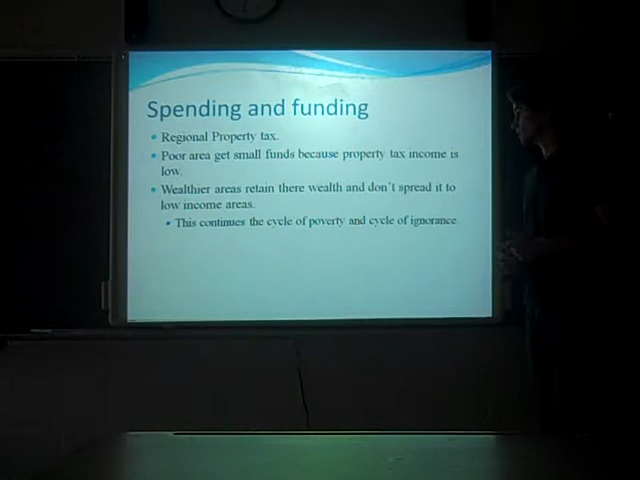 Spending and funding
• Regional Property tax.
• Poor area get small funds because property tax income is
low.
• Wealthier areas retain there wealth and don't spread it to
low income areas.
• This continues the cycle of poverty and cycle of ignorance